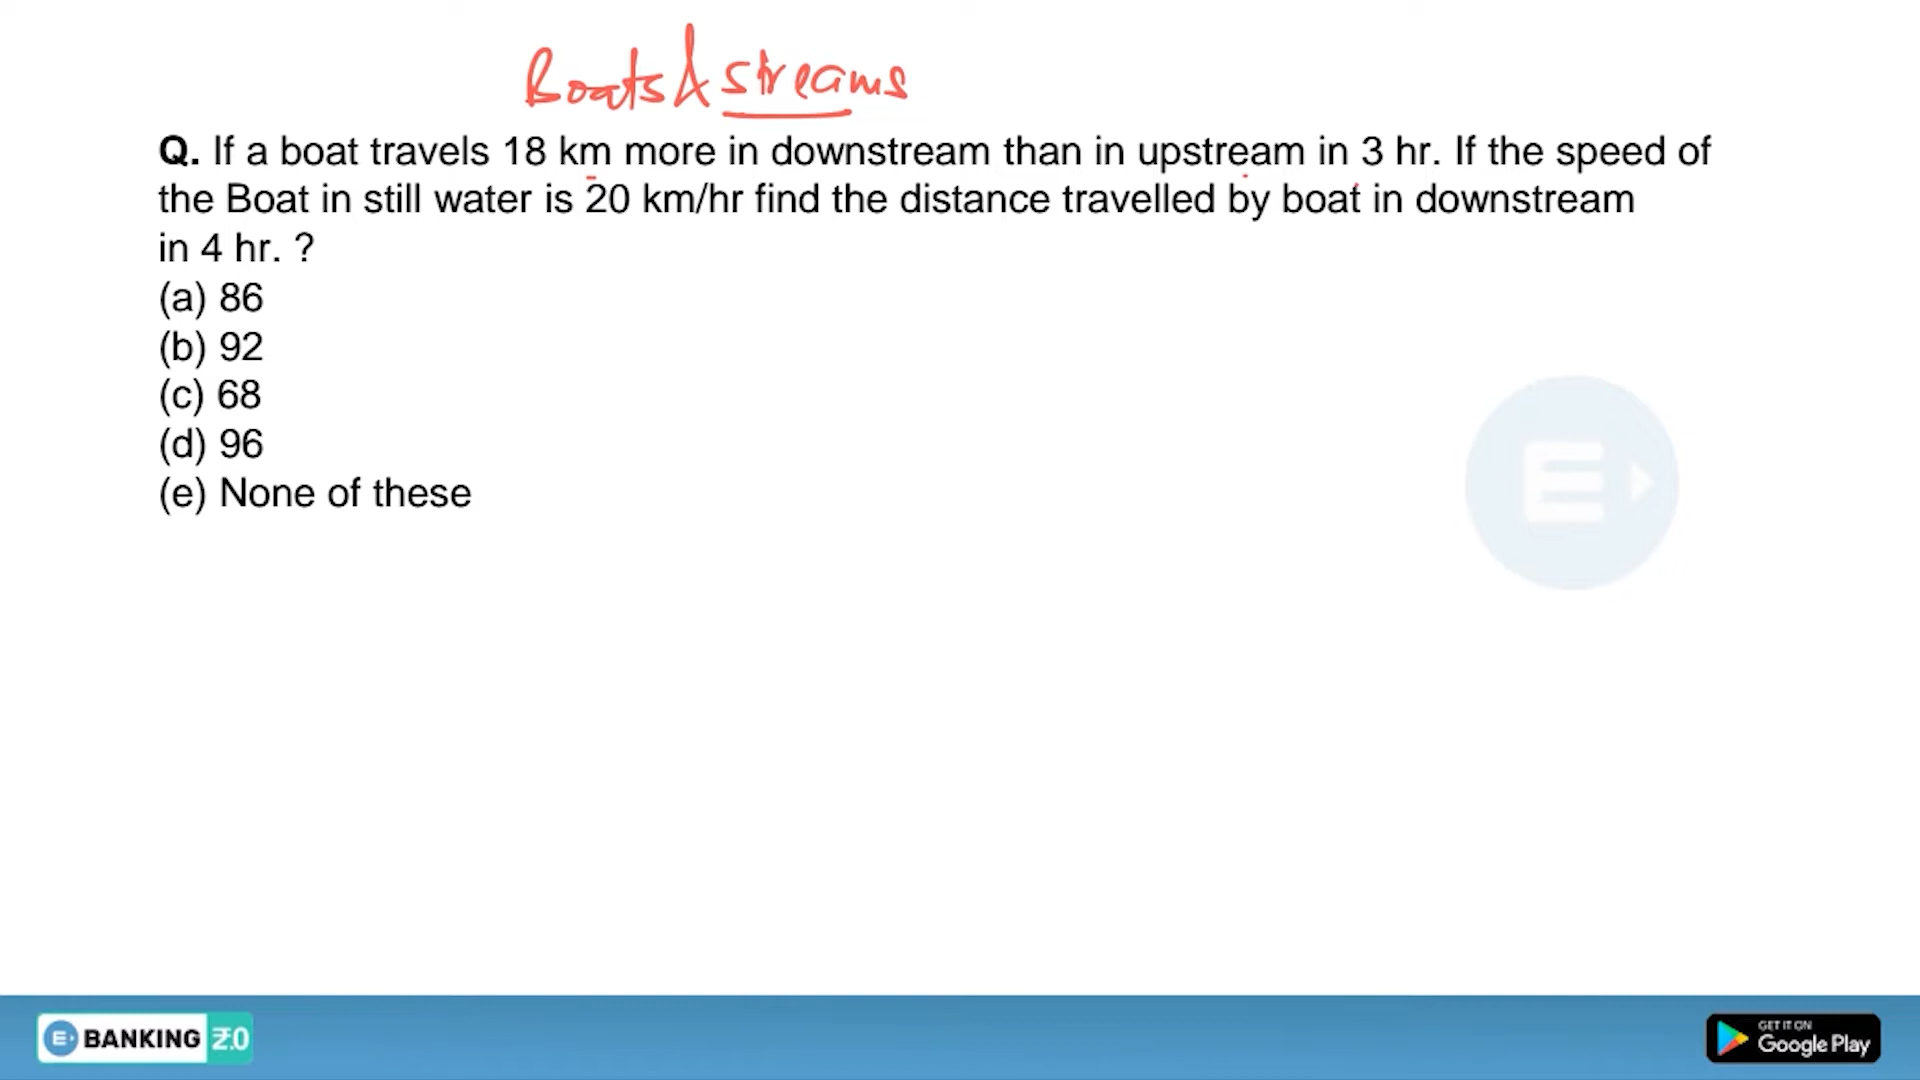 Boats & streams
Q. If a boat travels 18 km more in downstream than in upstream in 3 hr. If the speed of
the Boat in still water is 20 km/hr find the distance travelled by boat in downstream
in 4 hr. ?
(a) 86
(b) 92
(c) 68
(d) 96
(e) None of these
E
E BANKING 2.0
GET IT ON
Google Play